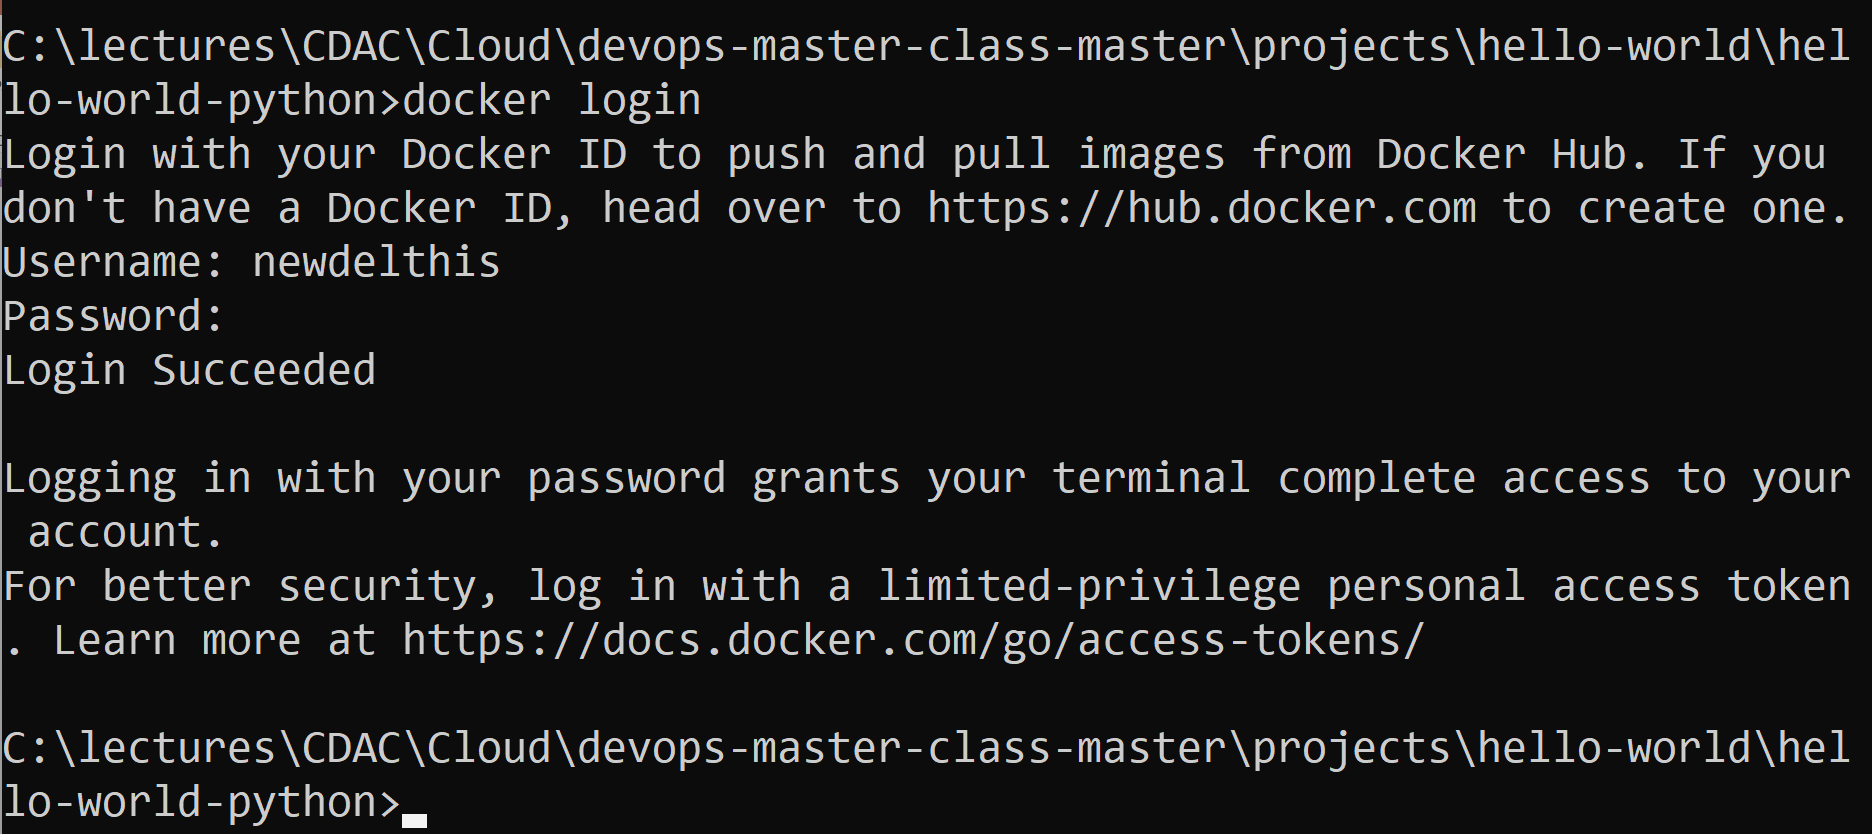 C:\lectures\CDAC\Cloud\devops-master-class-master\projects\hello-world\hel
lo-world-python>docker login
Login with your Docker ID to push and pull images from Docker Hub. If you
don't have a Docker ID, head over to https://hub.docker.com to create one.
Username: newdelthis
Password:
Login Succeeded
Logging in with your password grants your terminal complete access to your
 account.
For better security, log in with a limited-privilege personal access token
. Learn more at https://docs.docker.com/go/access-tokens/
C:\lectures\CDAC\Cloud\devops-master-class-master\projects\hello-world\hel
lo-world-python>